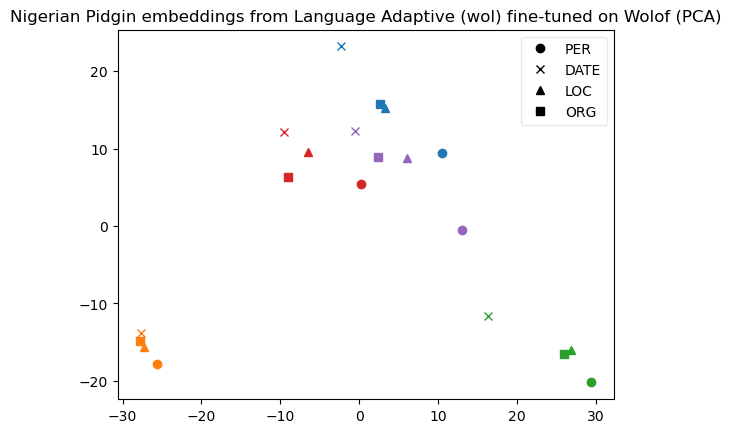 Nigerian Pidgin embeddings from Language Adaptive (wol) fine-tuned on Wolof (PCA)
PER
DATE
LOC
ORG
20
10
0
−10
−20
−30 −20 −10 0 10 20 30